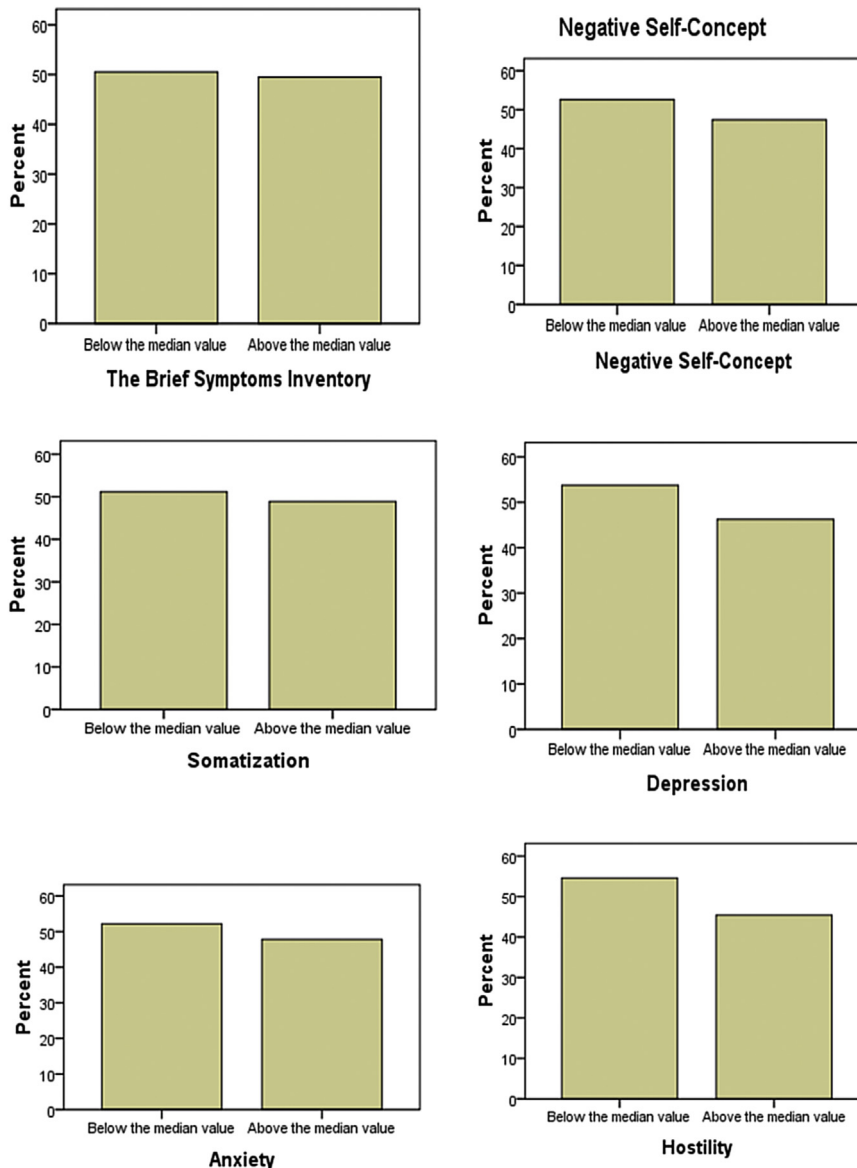 60
50
40
30
20
10
0
Percent
Below the median value Above the median value
The Brief Symptoms Inventory
Negative Self-Concept
60
50
40
30
20
10
0
Percent
Below the median value Above the median value
Negative Self-Concept
60
50
40
30
20
10
0
Percent
Below the median value Above the median value
Somatization
60
50
40
30
20
10
0
Percent
Below the median value Above the median value
Depression
60
50
40
30
20
10
0
Percent
Below the median value Above the median value
Anxiety
60
50
40
30
20
10
0
Percent
Below the median value Above the median value
Hostility